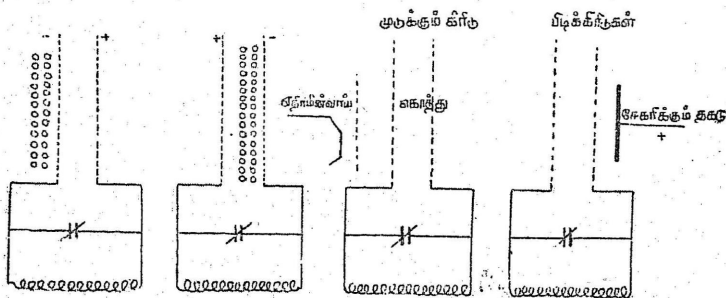 முடுக்கும் கிரிடு
பிடிக்கிரிடுகள்
- +
+ -
எதிர்மின்வாய்
கொத்து
சேகரிக்கும் தகடு
+